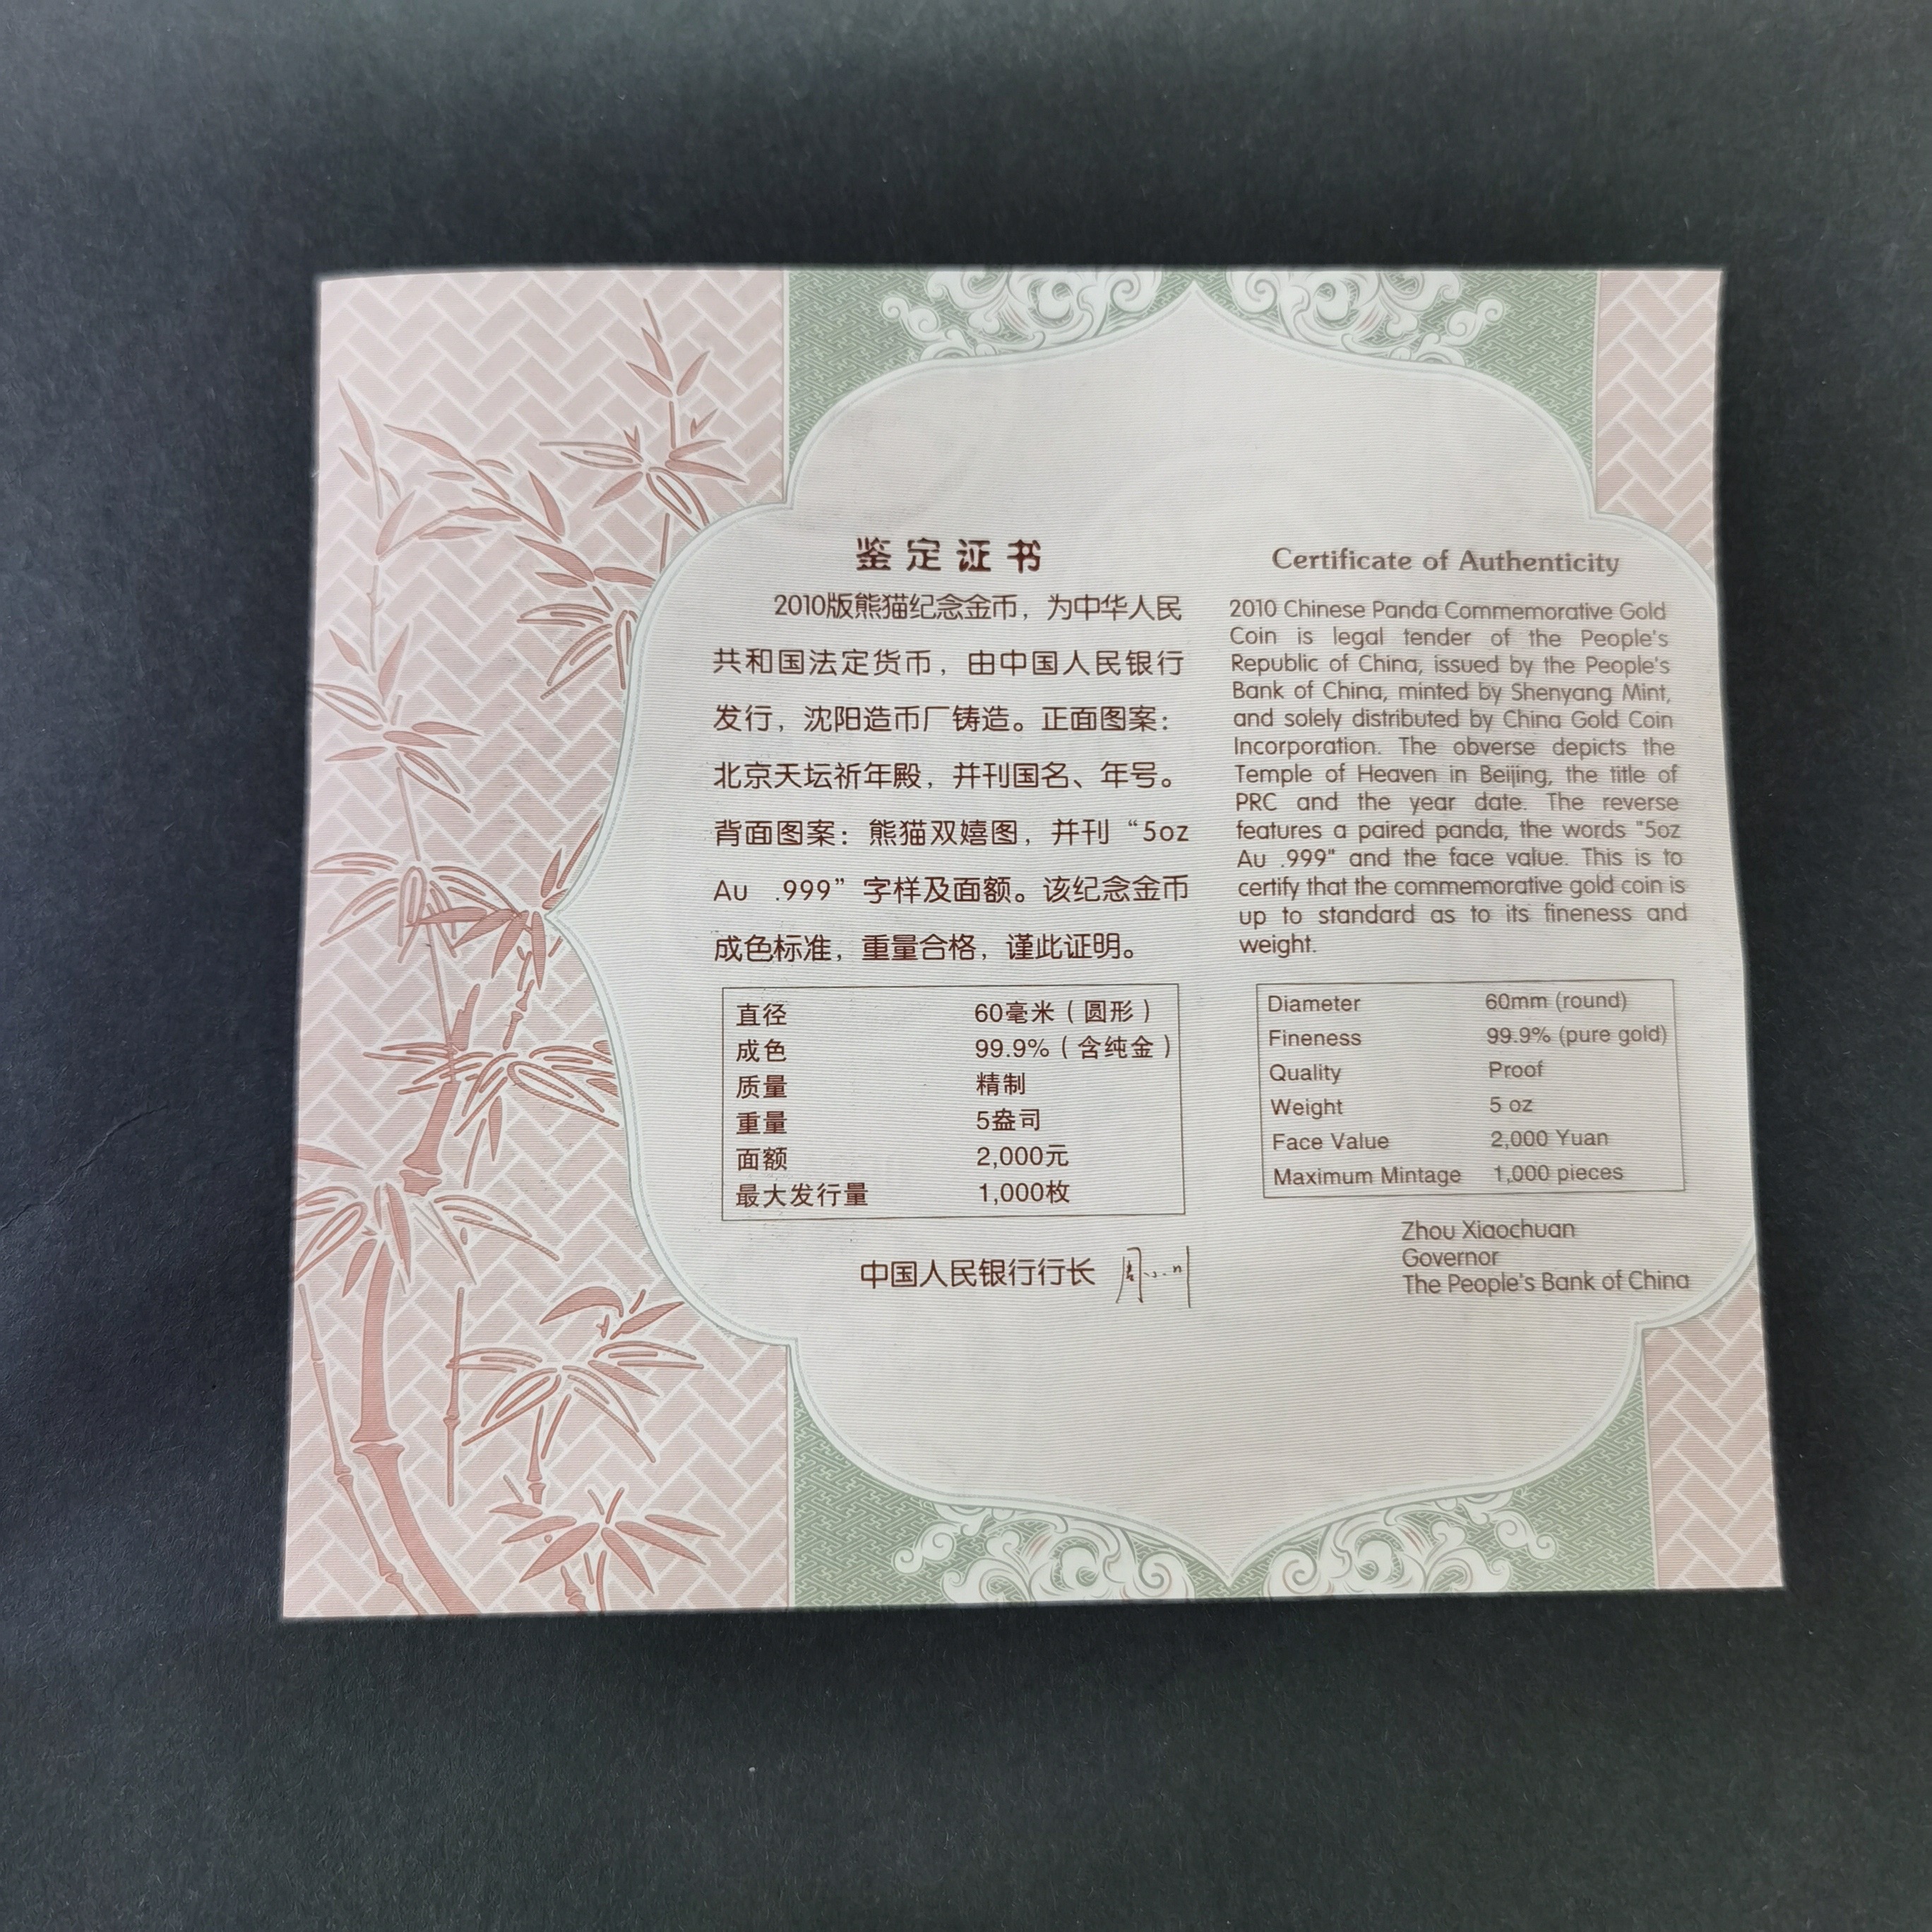 鉴定证书
2010版熊猫纪念金币，为中华人民
共和国法定货币，由中国人民银行
发行，沈阳造币厂铸造。正面图案：
北京天坛祈年殿，并刊国名、年号。
背面图案：熊猫双嬉图，并刊“5oz
Au .999”字样及面额。该纪念金币
成色标准，重量合格，谨此证明。
直径 60毫米（圆形）
成色 99.9%（含纯金）
质量 精制
重量 5盎司
面额 2,000元
最大发行量 1,000枚
中国人民银行行长 周小川
Certificate of Authenticity
2010 Chinese Panda Commemorative Gold
Coin is legal tender of the People's
Republic of China, issued by the People's
Bank of China, minted by Shenyang Mint,
and solely distributed by China Gold Coin
Incorporation. The obverse depicts the
Temple of Heaven in Beijing, the title of
PRC and the year date. The reverse
features a paired panda, the words "5oz
Au .999" and the face value. This is to
certify that the commemorative gold coin is
up to standard as to its fineness and
weight.
Diameter 60mm (round)
Fineness 99.9% (pure gold)
Quality Proof
Weight 5 oz
Face Value 2,000 Yuan
Maximum Mintage 1,000 pieces
Zhou Xiaochuan
Governor
The People's Bank of China